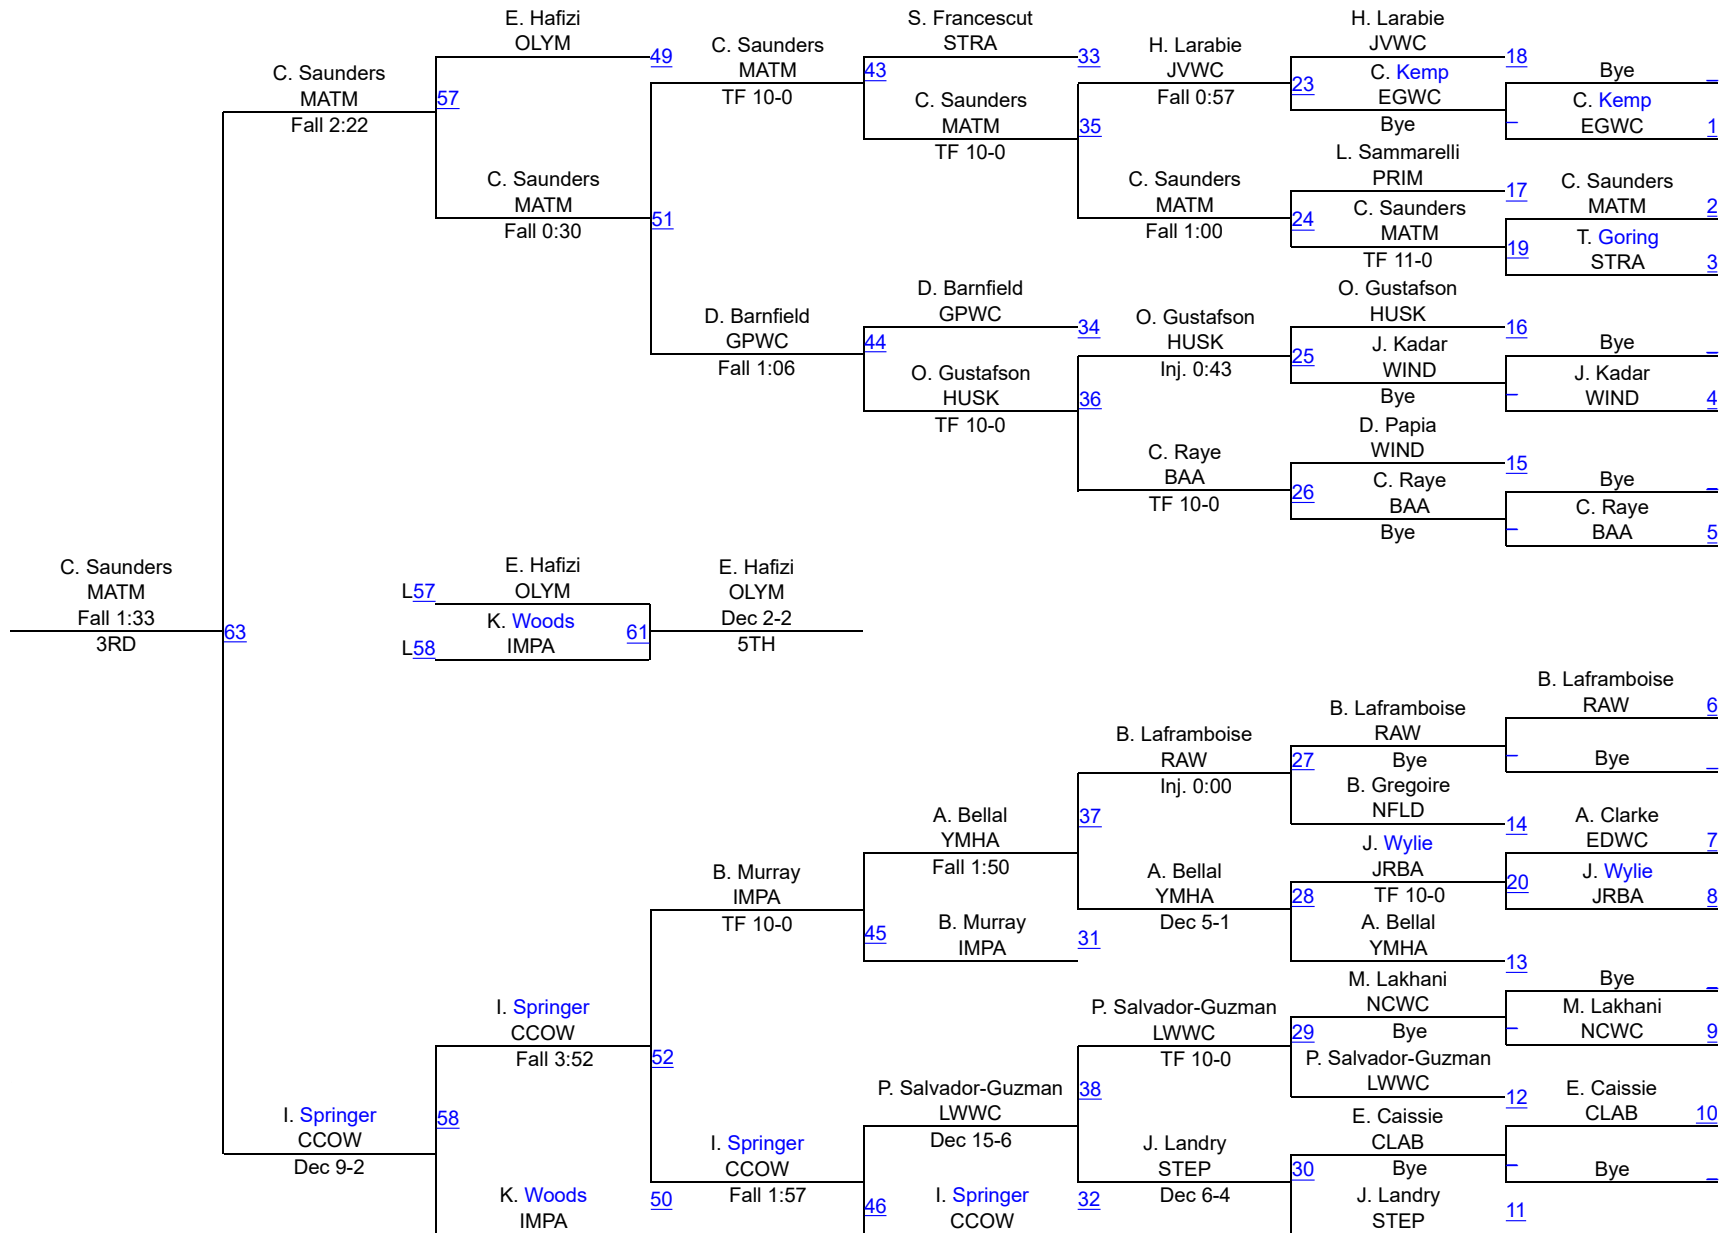 E. Hafizi
OLYM
49
C. Saunders
MATM
Fall 2:22
57
C. Saunders
MATM
Fall 0:30
C. Saunders
MATM
TF 10-0
51
D. Barnfield
GPWC
Fall 1:06
S. Francescut
STRA
33
43
C. Saunders
MATM
TF 10-0
D. Barnfield
GPWC
34
44
O. Gustafson
HUSK
TF 10-0
H. Larabie
JVWC
Fall 0:57
35
C. Saunders
MATM
Fall 1:00
O. Gustafson
HUSK
Inj. 0:43
36
C. Raye
BAA
TF 10-0
H. Larabie
JVWC
18
23
C. Kemp
EGWC
Bye
L. Sammarelli
PRIM
17
24
C. Saunders
MATM
TF 11-0
O. Gustafson
HUSK
16
25
J. Kadar
WIND
Bye
D. Papia
WIND
15
26
C. Raye
BAA
Bye
Bye
_
C. Kemp
EGWC
1
_
C. Saunders
MATM
2
19
T. Goring
STRA
3
Bye
_
J. Kadar
WIND
4
_
Bye
_
C. Raye
BAA
5
_
C. Saunders
MATM
Fall 1:33
3RD
63
L57
E. Hafizi
OLYM
K. Woods
IMPA
L58
61
E. Hafizi
OLYM
Dec 2-2
5TH
I. Springer
CCOW
Dec 9-2
58
I. Springer
CCOW
Fall 3:52
K. Woods
IMPA
50
B. Murray
IMPA
TF 10-0
52
I. Springer
CCOW
Fall 1:57
A. Bellal
YMHA
Fall 1:50
45
B. Murray
IMPA
31
P. Salvador-Guzman
LWWC
Dec 15-6
46
I. Springer
CCOW
32
B. Laframboise
RAW
Inj. 0:00
37
A. Bellal
YMHA
Dec 5-1
P. Salvador-Guzman
LWWC
TF 10-0
38
J. Landry
STEP
Dec 6-4
B. Laframboise
RAW
27
Bye
B. Gregoire
NFLD
14
J. Wylie
JRBA
28
TF 10-0
A. Bellal
YMHA
13
M. Lakhani
NCWC
29
Bye
P. Salvador-Guzman
LWWC
12
E. Caissie
CLAB
30
Bye
J. Landry
STEP
11
B. Laframboise
RAW
6
_
Bye
_
A. Clarke
EDWC
7
20
J. Wylie
JRBA
8
Bye
_
M. Lakhani
NCWC
9
_
E. Caissie
CLAB
10
_
Bye
_